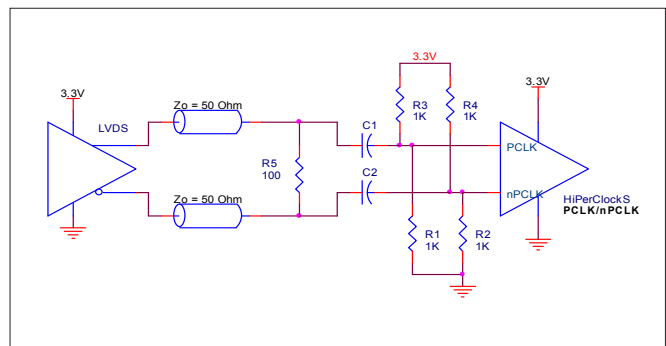 3.3V
LVDS
Zo = 50 Ohm
Zo = 50 Ohm
R5
100
C1
C2
3.3V
R3
1K
R4
1K
R1
1K
R2
1K
3.3V
PCLK
nPCLK
HiPerClockS
PCLK/nPCLK